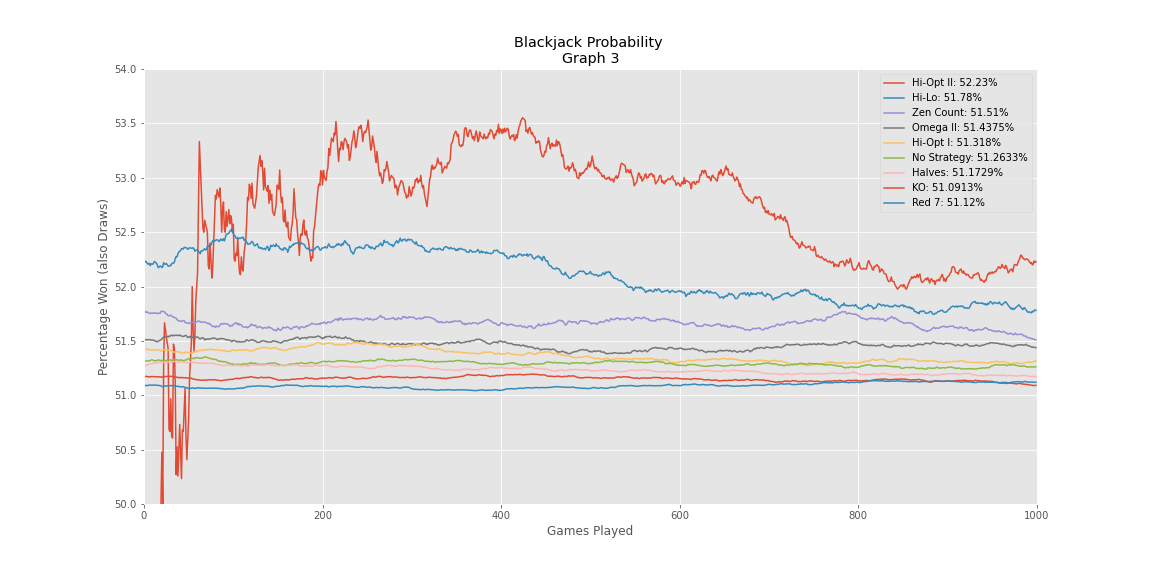 Blackjack Probability
Graph 3
54.0
53.5
53.0
52.5
52.0
51.5
51.0
50.5
50.0
Percentage Won (also Draws)
Hi-Opt II: 52.23%
Hi-Lo: 51.78%
Zen Count: 51.51%
Omega II: 51.4375%
Hi-Opt I: 51.318%
No Strategy: 51.2633%
Halves: 51.1729%
KO: 51.0913%
Red 7: 51.12%
0 200 400 600 800 1000
Games Played